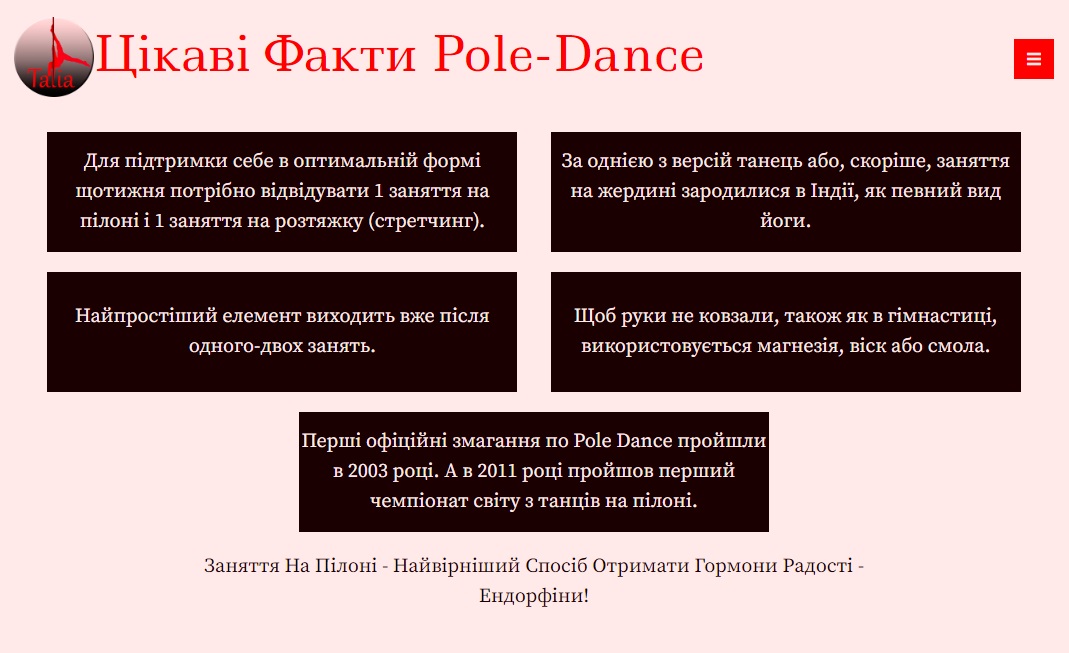 Talia
Цікаві Факти Pole-Dance
Для підтримки себе в оптимальній формі
щотижня потрібно відвідувати 1 заняття на
пілоні і 1 заняття на розтяжку (стретчинг).
За однією з версій танець або, скоріше, заняття
на жердині зародилися в Індії, як певний вид
йоги.
Найпростіший елемент виходить вже після
одного-двох занять.
Щоб руки не ковзали, також як в гімнастиці,
використовується магнезія, віск або смола.
Перші офіційні змагання по Pole Dance пройшли
в 2003 році. А в 2011 році пройшов перший
чемпіонат світу з танців на пілоні.
Заняття На Пілоні - Найвірніший Спосіб Отримати Гормони Радості -
Ендорфіни!